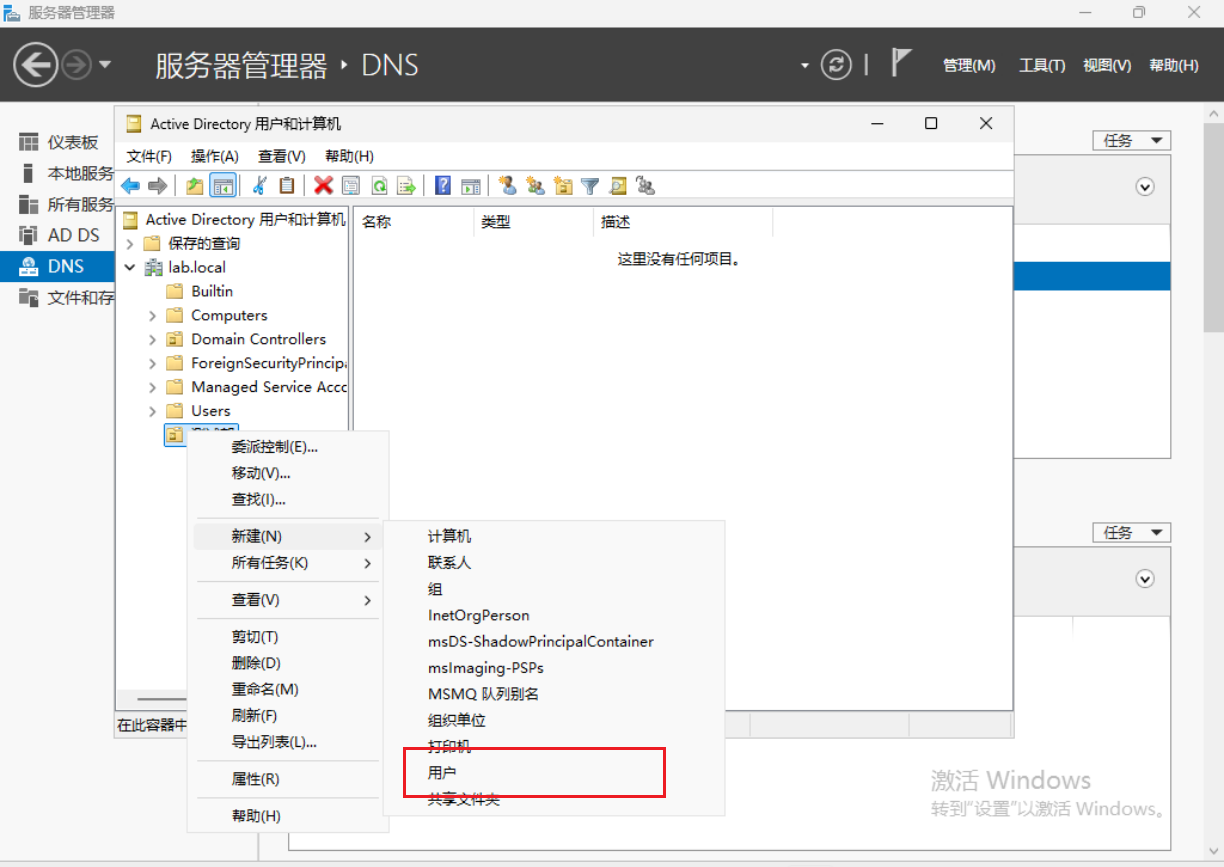 服务器管理器
服务器管理器 DNS
管理(M) 工具(T) 视图(V) 帮助(H)
仪表板
本地服务
所有服务
AD DS
DNS
文件和存
任务
任务
Active Directory 用户和计算机
文件(F) 操作(A) 查看(V) 帮助(H)
Active Directory 用户和计算机
保存的查询
lab.local
Builtin
Computers
Domain Controllers
ForeignSecurityPrincip
Managed Service Acc
Users
名称 类型 描述
这里没有任何项目。
在此容器中
委派控制(E)...
移动(V)...
查找(I)...
新建(N)
所有任务(K)
查看(V)
剪切(T)
删除(D)
重命名(M)
刷新(F)
导出列表(L)...
属性(R)
帮助(H)
计算机
联系人
组
InetOrgPerson
msDS-ShadowPrincipalContainer
msImaging-PSPs
MSMQ 队列别名
组织单位
打印机
用户
共享文件夹
激活 Windows
转到"设置"以激活 Windows。